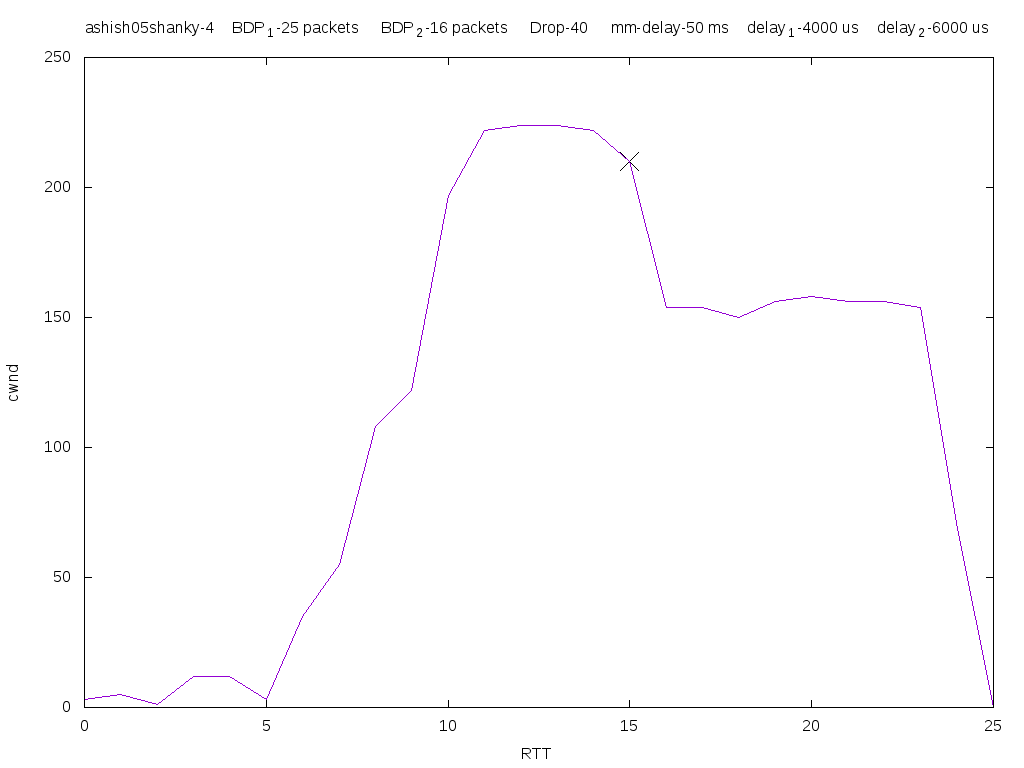 ashish05shanky-4 BDP1-25 packets BDP2-16 packets Drop-40 mm-delay-50 ms delay1-4000 us delay2-6000 us
250
200
150
100
50
0
cwnd
0 5 10 15 20 25
RTT